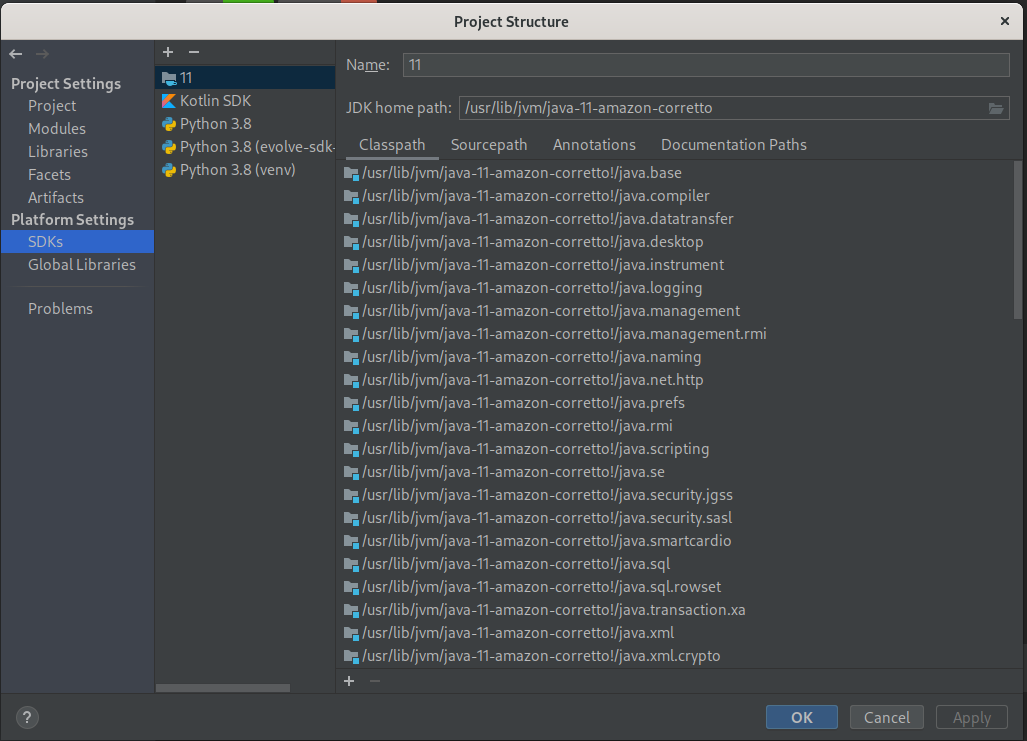 Project Structure
Project Settings
Project
Modules
Libraries
Facets
Artifacts
Platform Settings
SDKs
Global Libraries
Problems
11
Kotlin SDK
Python 3.8
Python 3.8 (evolve-sdk-
Python 3.8 (venv)
Name: 11
JDK home path: /usr/lib/jvm/java-11-amazon-corretto
Classpath Sourcepath Annotations Documentation Paths
/usr/lib/jvm/java-11-amazon-corretto!/java.base
/usr/lib/jvm/java-11-amazon-corretto!/java.compiler
/usr/lib/jvm/java-11-amazon-corretto!/java.datatransfer
/usr/lib/jvm/java-11-amazon-corretto!/java.desktop
/usr/lib/jvm/java-11-amazon-corretto!/java.instrument
/usr/lib/jvm/java-11-amazon-corretto!/java.logging
/usr/lib/jvm/java-11-amazon-corretto!/java.management
/usr/lib/jvm/java-11-amazon-corretto!/java.management.rmi
/usr/lib/jvm/java-11-amazon-corretto!/java.naming
/usr/lib/jvm/java-11-amazon-corretto!/java.net.http
/usr/lib/jvm/java-11-amazon-corretto!/java.prefs
/usr/lib/jvm/java-11-amazon-corretto!/java.rmi
/usr/lib/jvm/java-11-amazon-corretto!/java.scripting
/usr/lib/jvm/java-11-amazon-corretto!/java.se
/usr/lib/jvm/java-11-amazon-corretto!/java.security.jgss
/usr/lib/jvm/java-11-amazon-corretto!/java.security.sasl
/usr/lib/jvm/java-11-amazon-corretto!/java.smartcardio
/usr/lib/jvm/java-11-amazon-corretto!/java.sql
/usr/lib/jvm/java-11-amazon-corretto!/java.sql.rowset
/usr/lib/jvm/java-11-amazon-corretto!/java.transaction.xa
/usr/lib/jvm/java-11-amazon-corretto!/java.xml
/usr/lib/jvm/java-11-amazon-corretto!/java.xml.crypto
? OK Cancel Apply